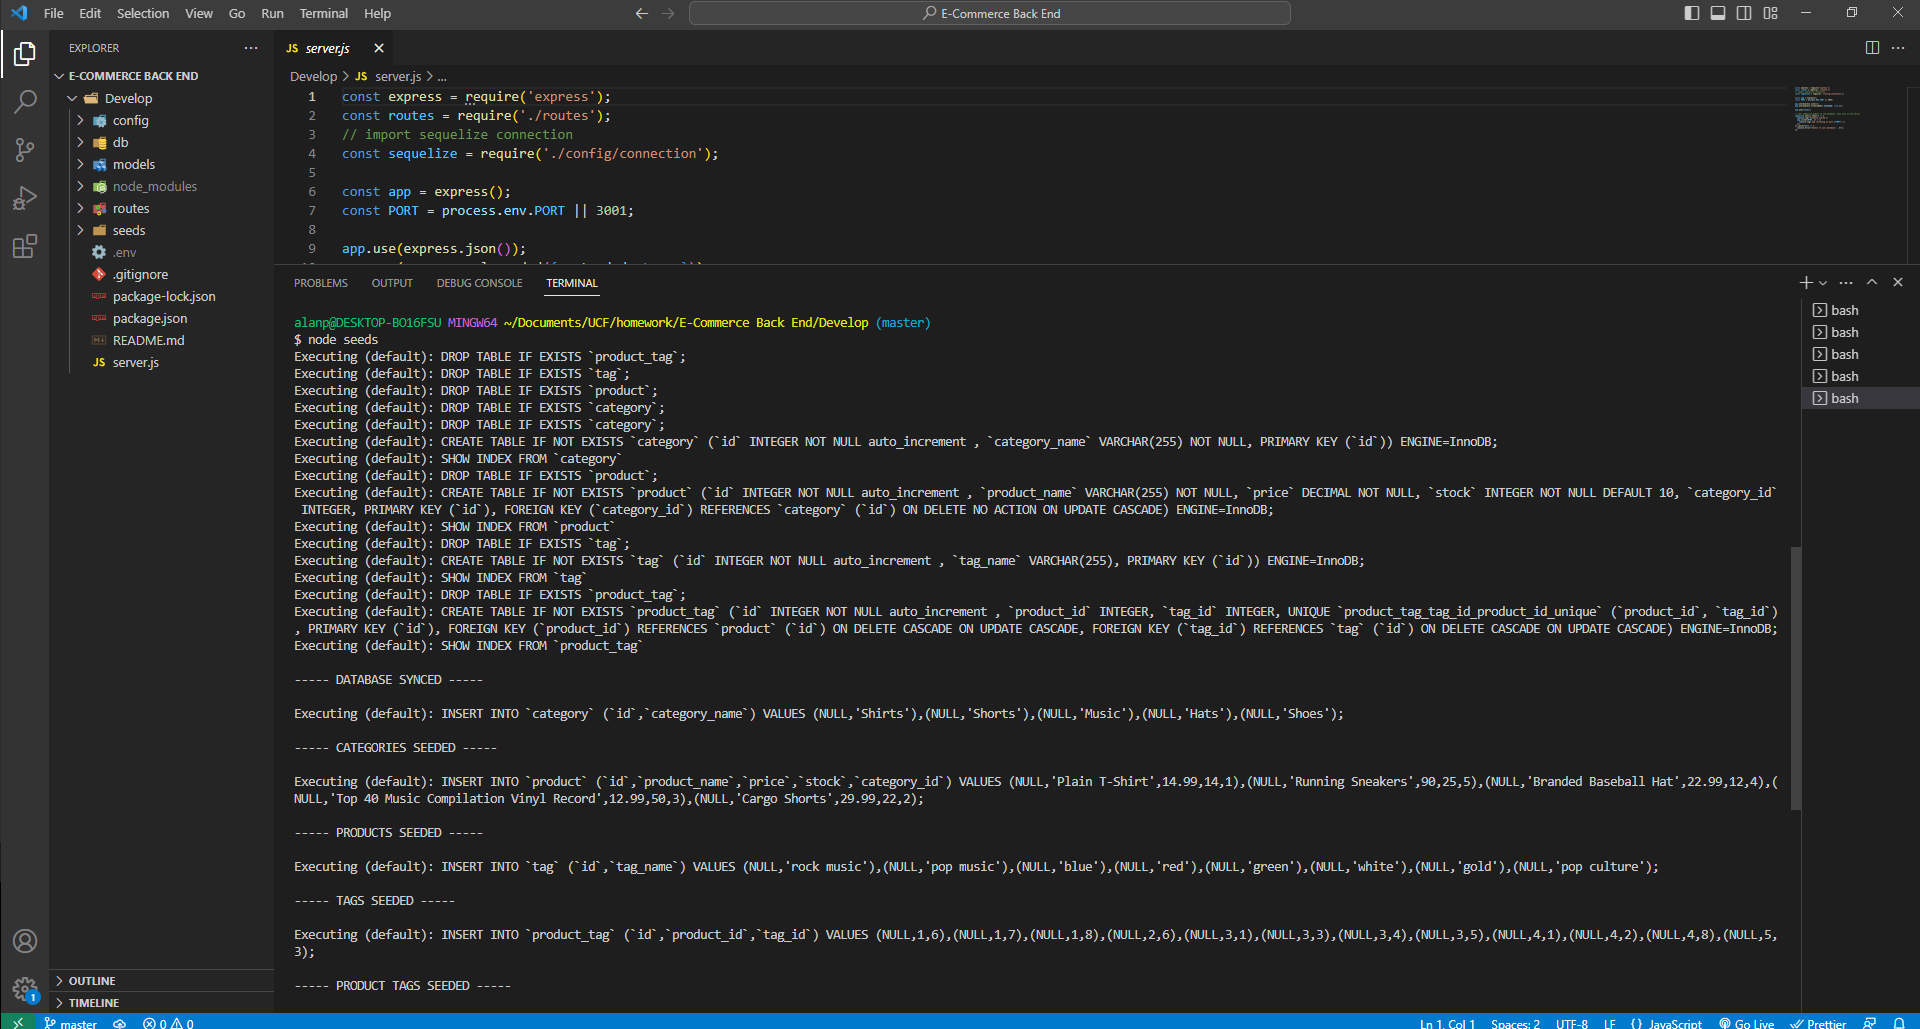 File Edit Selection View Go Run Terminal Help
E-Commerce Back End
EXPLORER
E-COMMERCE BACK END
Develop
config
db
models
node_modules
routes
seeds
.env
.gitignore
package-lock.json
package.json
README.md
JS server.js
OUTLINE
TIMELINE
JS server.js
Develop > JS server.js > ...
1 const express = require('express');
2 const routes = require('./routes');
3 // import sequelize connection
4 const sequelize = require('./config/connection');
5
6 const app = express();
7 const PORT = process.env.PORT || 3001;
8
9 app.use(express.json());
PROBLEMS OUTPUT DEBUG CONSOLE TERMINAL
alanp@DESKTOP-BO16FSU MINGW64 ~/Documents/UCF/homework/E-Commerce Back End/Develop (master)
$ node seeds
Executing (default): DROP TABLE IF EXISTS `product_tag`;
Executing (default): DROP TABLE IF EXISTS `tag`;
Executing (default): DROP TABLE IF EXISTS `product`;
Executing (default): DROP TABLE IF EXISTS `category`;
Executing (default): DROP TABLE IF EXISTS `category`;
Executing (default): CREATE TABLE IF NOT EXISTS `category` (`id` INTEGER NOT NULL auto_increment , `category_name` VARCHAR(255) NOT NULL, PRIMARY KEY (`id`)) ENGINE=InnoDB;
Executing (default): SHOW INDEX FROM `category`
Executing (default): DROP TABLE IF EXISTS `product`;
Executing (default): CREATE TABLE IF NOT EXISTS `product` (`id` INTEGER NOT NULL auto_increment , `product_name` VARCHAR(255) NOT NULL, `price` DECIMAL NOT NULL, `stock` INTEGER NOT NULL DEFAULT 10, `category_id`
INTEGER, PRIMARY KEY (`id`), FOREIGN KEY (`category_id`) REFERENCES `category` (`id`) ON DELETE NO ACTION ON UPDATE CASCADE) ENGINE=InnoDB;
Executing (default): SHOW INDEX FROM `product`
Executing (default): DROP TABLE IF EXISTS `tag`;
Executing (default): CREATE TABLE IF NOT EXISTS `tag` (`id` INTEGER NOT NULL auto_increment , `tag_name` VARCHAR(255), PRIMARY KEY (`id`)) ENGINE=InnoDB;
Executing (default): SHOW INDEX FROM `tag`
Executing (default): DROP TABLE IF EXISTS `product_tag`;
Executing (default): CREATE TABLE IF NOT EXISTS `product_tag` (`id` INTEGER NOT NULL auto_increment , `product_id` INTEGER, `tag_id` INTEGER, UNIQUE `product_tag_tag_id_product_id_unique` (`product_id`, `tag_id`)
, PRIMARY KEY (`id`), FOREIGN KEY (`product_id`) REFERENCES `product` (`id`) ON DELETE CASCADE ON UPDATE CASCADE, FOREIGN KEY (`tag_id`) REFERENCES `tag` (`id`) ON DELETE CASCADE ON UPDATE CASCADE) ENGINE=InnoDB;
Executing (default): SHOW INDEX FROM `product_tag`
----- DATABASE SYNCED -----
Executing (default): INSERT INTO `category` (`id`,`category_name`) VALUES (NULL,'Shirts'),(NULL,'Shorts'),(NULL,'Music'),(NULL,'Hats'),(NULL,'Shoes');
----- CATEGORIES SEEDED -----
Executing (default): INSERT INTO `product` (`id`,`product_name`,`price`,`stock`,`category_id`) VALUES (NULL,'Plain T-Shirt',14.99,14,1),(NULL,'Running Sneakers',90,25,5),(NULL,'Branded Baseball Hat',22.99,12,4),(
NULL,'Top 40 Music Compilation Vinyl Record',12.99,50,3),(NULL,'Cargo Shorts',29.99,22,2);
----- PRODUCTS SEEDED -----
Executing (default): INSERT INTO `tag` (`id`,`tag_name`) VALUES (NULL,'rock music'),(NULL,'pop music'),(NULL,'blue'),(NULL,'red'),(NULL,'green'),(NULL,'white'),(NULL,'gold'),(NULL,'pop culture');
----- TAGS SEEDED -----
Executing (default): INSERT INTO `product_tag` (`id`,`product_id`,`tag_id`) VALUES (NULL,1,6),(NULL,1,7),(NULL,1,8),(NULL,2,6),(NULL,3,1),(NULL,3,3),(NULL,3,4),(NULL,3,5),(NULL,4,1),(NULL,4,2),(NULL,4,8),(NULL,5,
3);
----- PRODUCT TAGS SEEDED -----
bash
bash
bash
bash
bash
1
master 0 0 Ln 1, Col 1 Spaces: 2 UTF-8 LF {} JavaScript Go Live Prettier